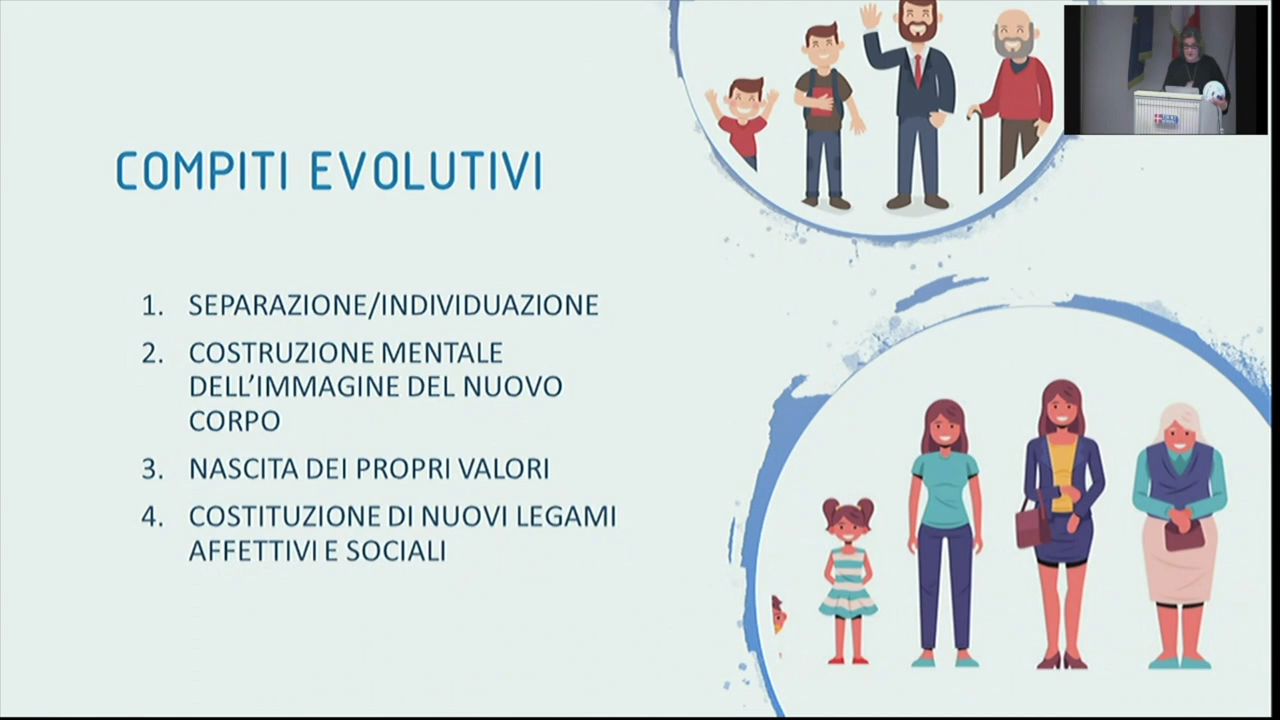 COMPITI EVOLUTIVI
1. SEPARAZIONE/INDIVIDUAZIONE
2. COSTRUZIONE MENTALE
DELL'IMMAGINE DEL NUOVO
CORPO
3. NASCITA DEI PROPRI VALORI
4. COSTITUZIONE DI NUOVI LEGAMI
AFFETTIVI E SOCIALI